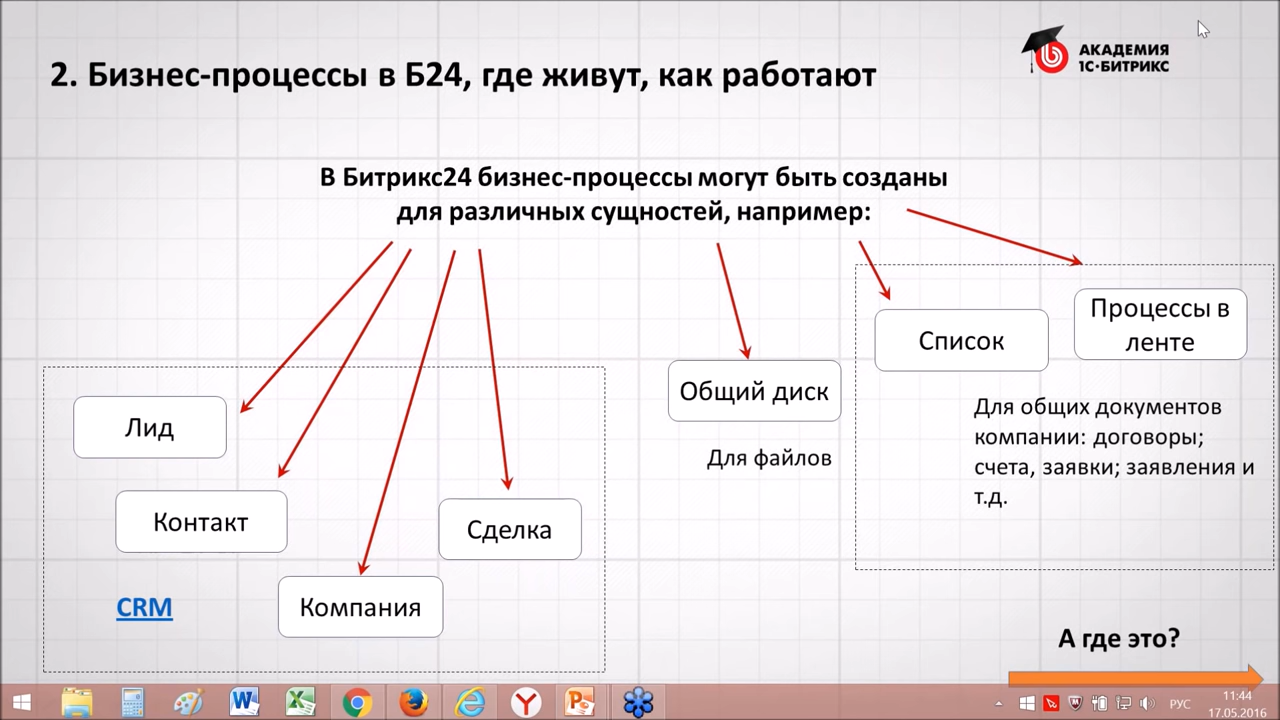 2. Бизнес-процессы в Б24, где живут, как работают
АКАДЕМИЯ
1С•БИТРИКС
В Битрикс24 бизнес-процессы могут быть созданы
для различных сущностей, например:
Лид
Контакт
Компания
Сделка
CRM
Общий диск
Для файлов
Список
Процессы в
ленте
Для общих документов
компании: договоры;
счета, заявки; заявления и
т.д.
А где это?
РУС
11:44
17.05.2016